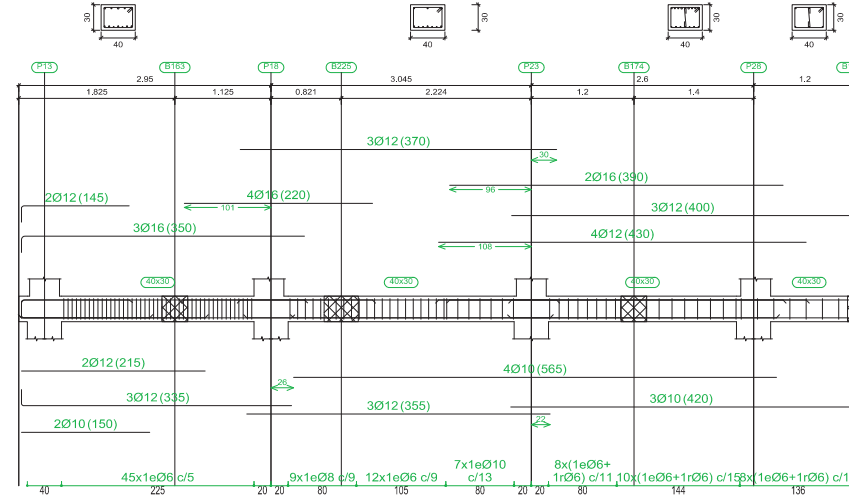 30
40
30
40
30
40
30
40
P13
B163
P18
B225
P23
B174
P28
2.95
3.045
2.6
1.2
1.825
1.125
0.821
2.224
1.2
1.4
3Ø12(370)
30
2Ø16(390)
96
2Ø12(145)
4Ø16(220)
101
3Ø12(400)
3Ø16(350)
4Ø12(430)
108
40x30
40x30
40x30
40x30
2Ø12(215)
4Ø10(565)
26
3Ø12(335)
3Ø12(355)
3Ø10(420)
2Ø10(150)
22
7x1eØ10
c/13
8x(1eØ6+
1rØ6) c/11
45x1eØ6 c/5
9x1eØ8 c/9
12x1eØ6 c/9
10x(1eØ6+1rØ6) c/15
8x(1eØ6+1rØ6) c/1
40
225
20
20
80
105
80
20
20
80
144
136